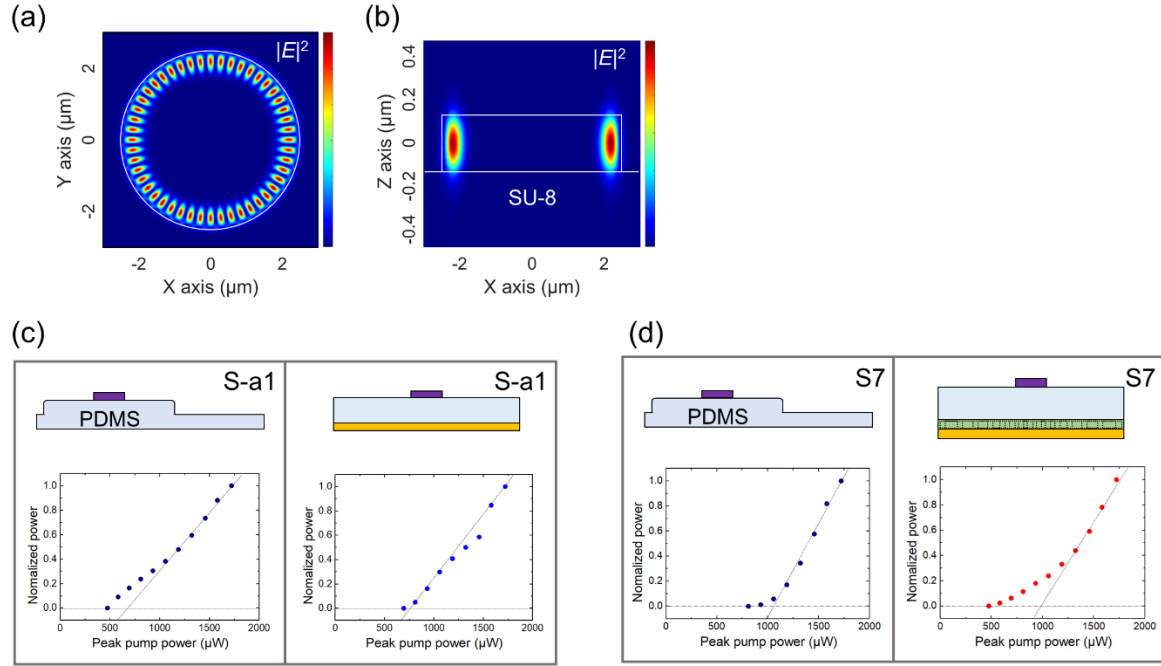 (a)
|E|²
Y axis (µm)
2
0
-2
-2
0
2
X axis (µm)
(b)
|E|²
Z axis (µm)
0.4
0.2
0
-0.2
-0.4
SU-8
-2
0
2
X axis (µm)
(c)
S-a1
PDMS
Nomalized power
1.0
0.8
0.6
0.4
0.2
0.0
0
500
1000
1500
2000
Peak pump power (µW)
S-a1
Nomalized power
1.0
0.8
0.6
0.4
0.2
0.0
0
500
1000
1500
2000
Peak pump power (µW)
(d)
S7
PDMS
Nomalized power
1.0
0.8
0.6
0.4
0.2
0.0
0
500
1000
1500
2000
Peak pump power (µW)
S7
Nomalized power
1.0
0.8
0.6
0.4
0.2
0.0
0
500
1000
1500
2000
Peak pump power (µW)